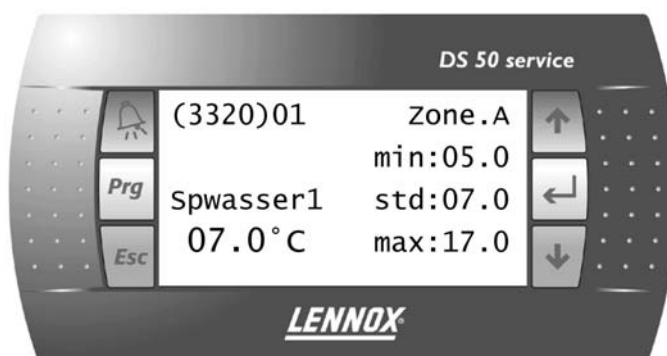 DS 50 service
(3320)01 Zone.A
min:05.0
Prg
Spwasser1 std:07.0
07.0°C max:17.0
Esc
LENNOX